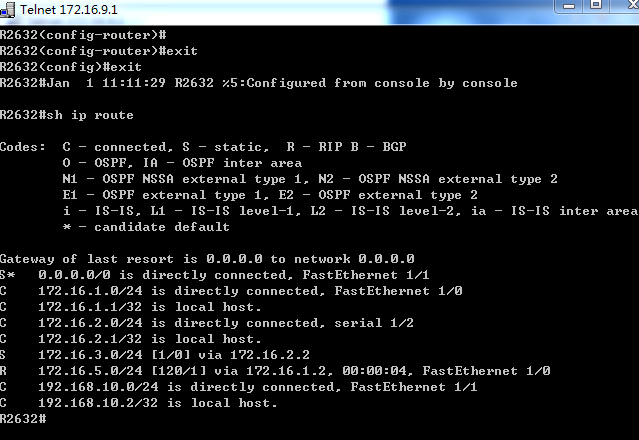 Telnet 172.16.9.1
R2632(config-router)#
R2632(config-router)#exit
R2632(config)#exit
R2632#Jan  1 11:11:29 R2632 %5:Configured from console by console
R2632#sh ip route
Codes:  C - connected, S - static,  R - RIP B - BGP
O - OSPF, IA - OSPF inter area
N1 - OSPF NSSA external type 1, N2 - OSPF NSSA external type 2
E1 - OSPF external type 1, E2 - OSPF external type 2
i - IS-IS, L1 - IS-IS level-1, L2 - IS-IS level-2, ia - IS-IS inter area
* - candidate default
Gateway of last resort is 0.0.0.0 to network 0.0.0.0
S*   0.0.0.0/0 is directly connected, FastEthernet 1/1
C    172.16.1.0/24 is directly connected, FastEthernet 1/0
C    172.16.1.1/32 is local host.
C    172.16.2.0/24 is directly connected, serial 1/2
C    172.16.2.1/32 is local host.
S    172.16.3.0/24 [1/0] via 172.16.2.2
R    172.16.5.0/24 [120/1] via 172.16.1.2, 00:00:04, FastEthernet 1/0
C    192.168.10.0/24 is directly connected, FastEthernet 1/1
C    192.168.10.2/32 is local host.
R2632#